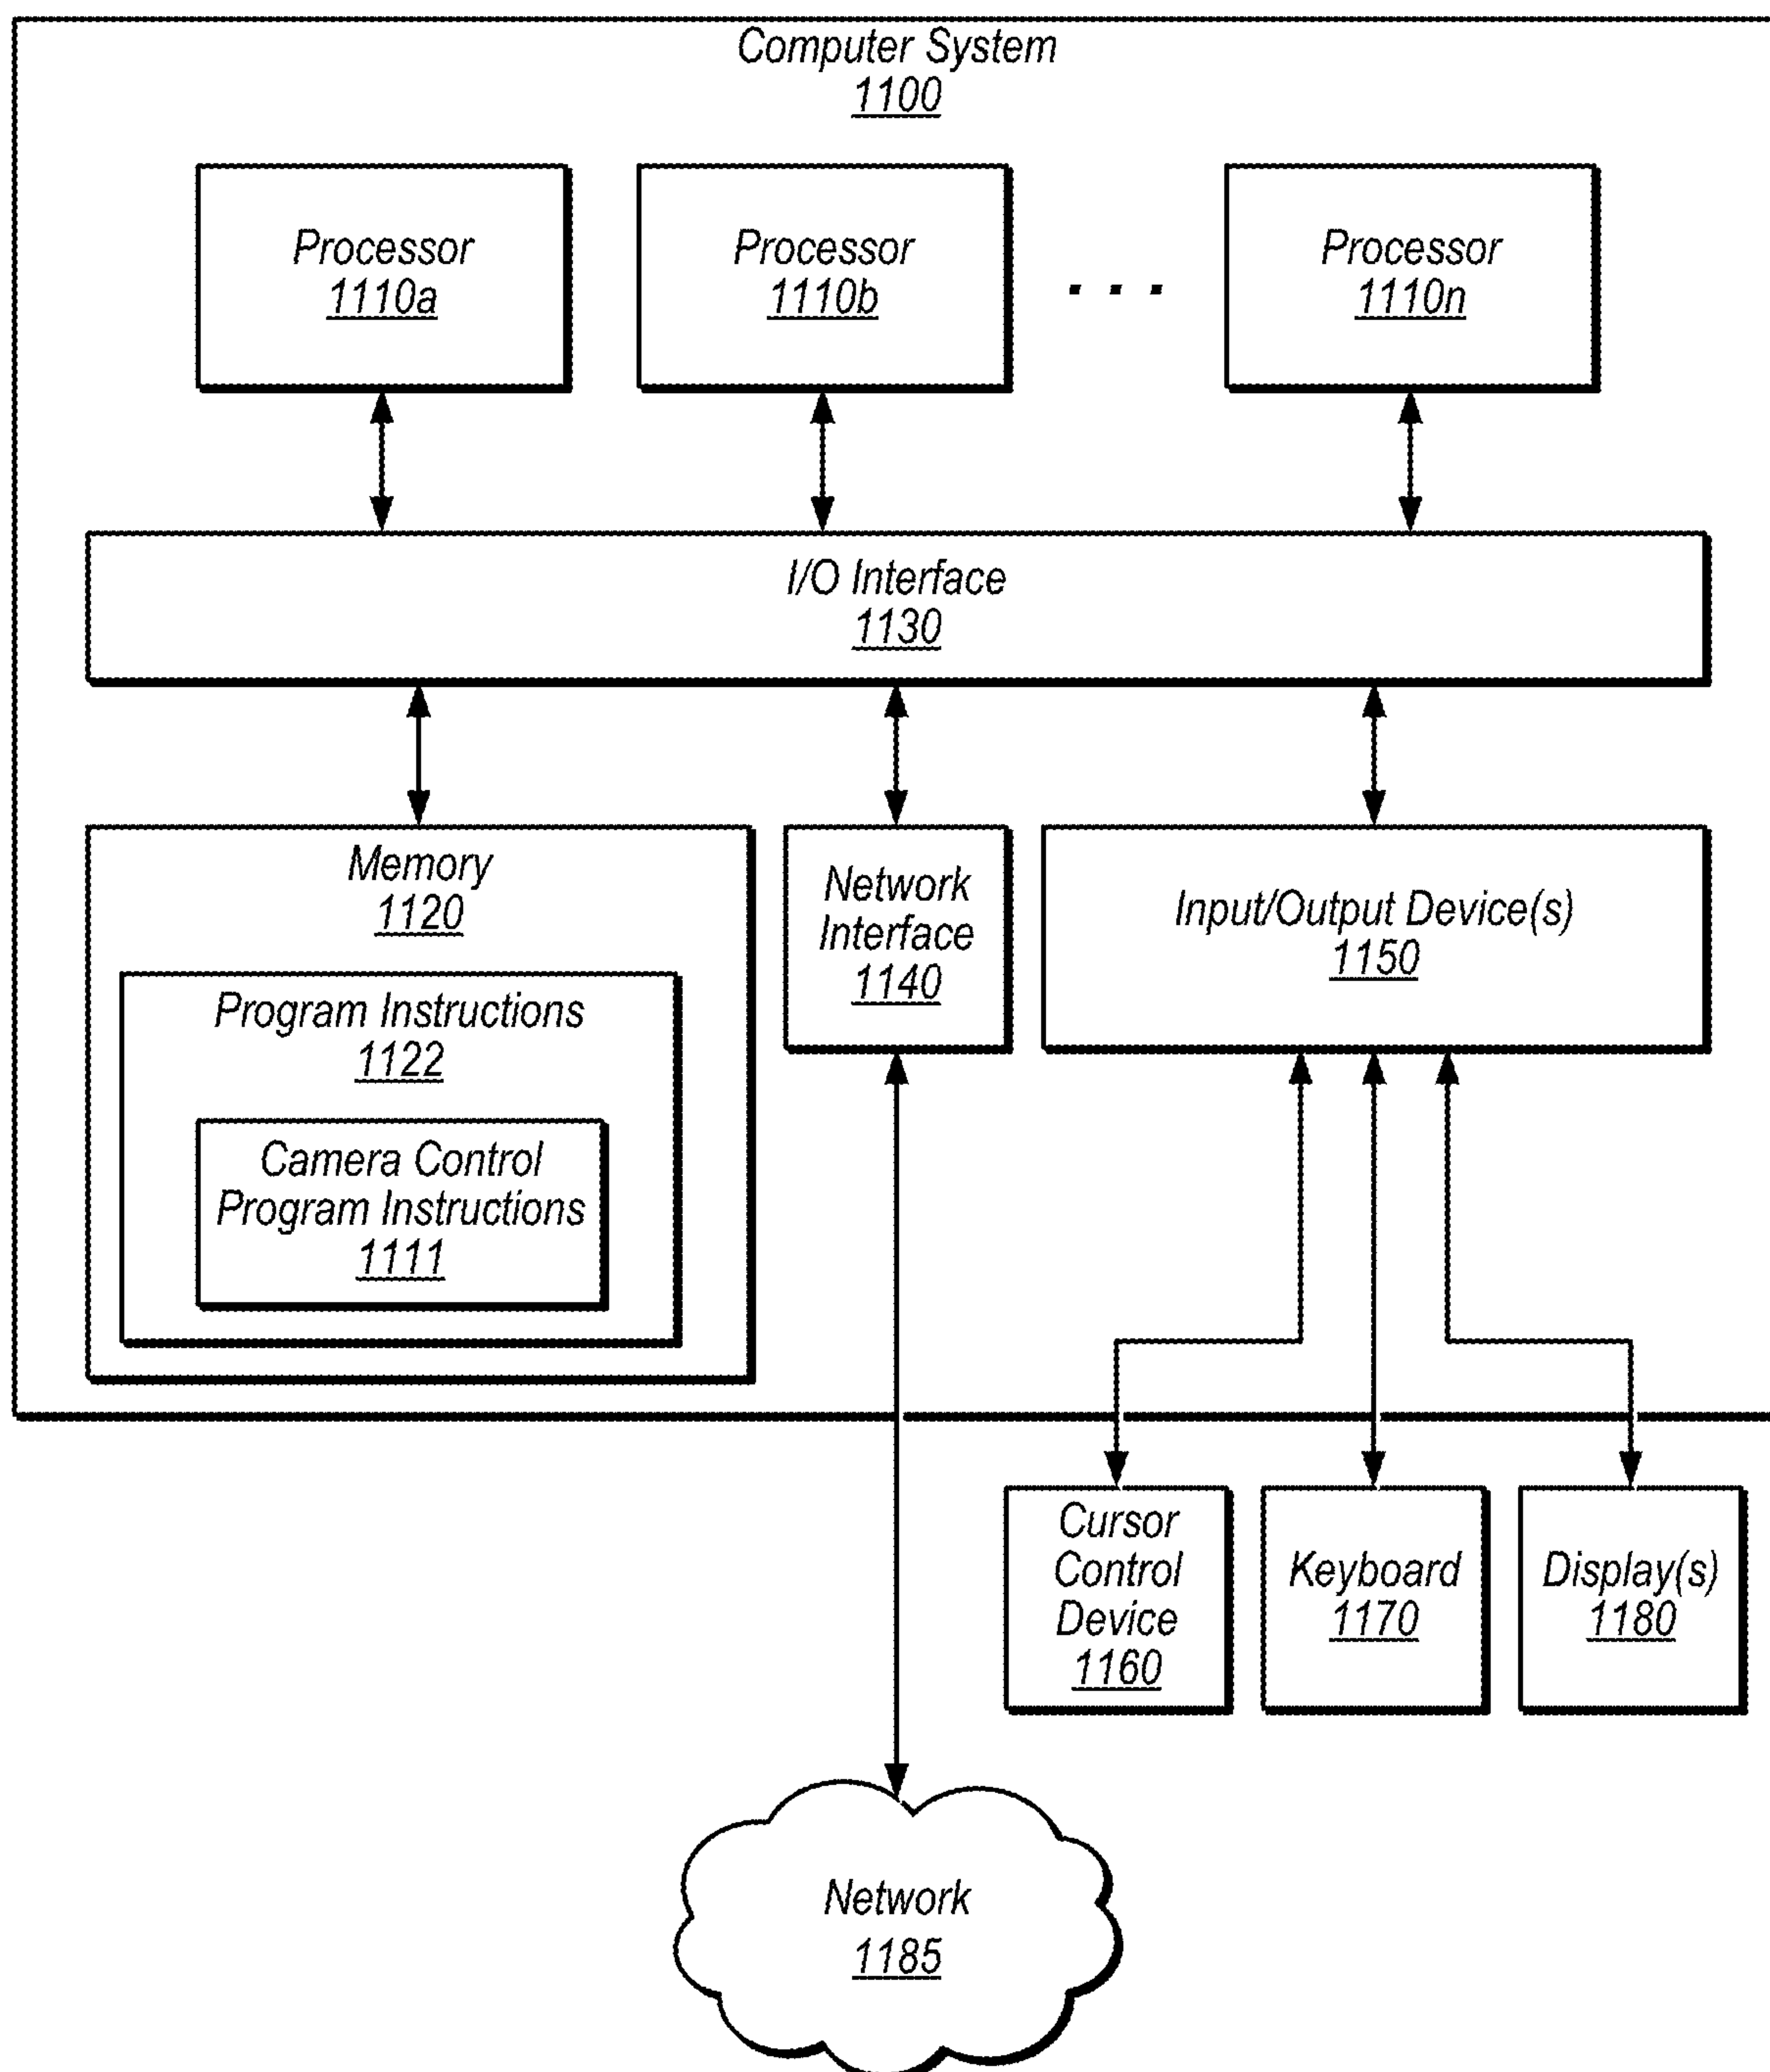 Computer System
1100
Processor
1110a
Processor
1110b
. . .
Processor
1110n
I/O Interface
1130
Memory
1120
Program Instructions
1122
Camera Control
Program Instructions
1111
Network
Interface
1140
Input/Output Device(s)
1150
Cursor
Control
Device
1160
Keyboard
1170
Display(s)
1180
Network
1185